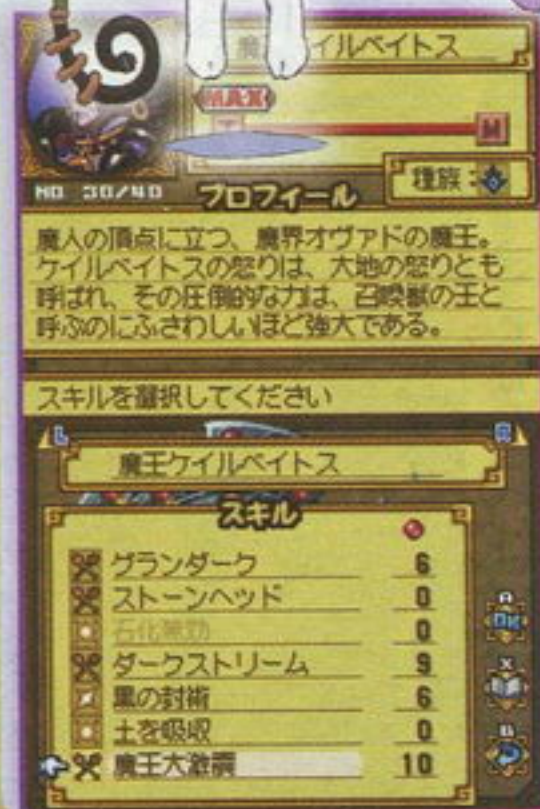 魔 イルベイトス
MAX
M
NO. 30/40
種族：
プロフィール
魔人の頂点に立つ、魔界オヴァドの魔王。
ケイルベイトスの怒りは、大地の怒りとも
呼ばれ、その圧倒的な力は、召喚獣の王と
呼ぶのにふさわしいほど強大である。
スキルを選択してください
L R
魔王ケイルベイトス
スキル
グランダーク 6
ストーンヘッド 0
石化無効 0
ダークストリーム 9
黒の封術 6
土を吸収 0
魔王大激震 10
A
OK
X
B